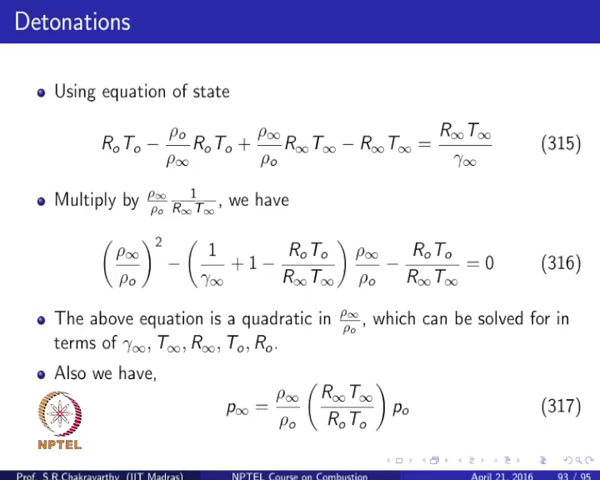 Detonations
• Using equation of state
R_o T_o − ρ_o/ρ_∞ R_o T_o + ρ_∞/ρ_o R_∞ T_∞ − R_∞ T_∞ = R_∞ T_∞/γ_∞ (315)
• Multiply by ρ_∞/ρ_o 1/(R_∞ T_∞), we have
(ρ_∞/ρ_o)^2 − (1/γ_∞ + 1 − R_o T_o/(R_∞ T_∞)) ρ_∞/ρ_o − R_o T_o/(R_∞ T_∞) = 0 (316)
• The above equation is a quadratic in ρ_∞/ρ_o, which can be solved for in
terms of γ_∞, T_∞, R_∞, T_o, R_o.
• Also we have,
p_∞ = ρ_∞/ρ_o (R_∞ T_∞/(R_o T_o)) p_o (317)
NPTEL
Prof. S.R.Chakravarthy (IIT Madras) NPTEL Course on Combustion April 21, 2016 93 / 95